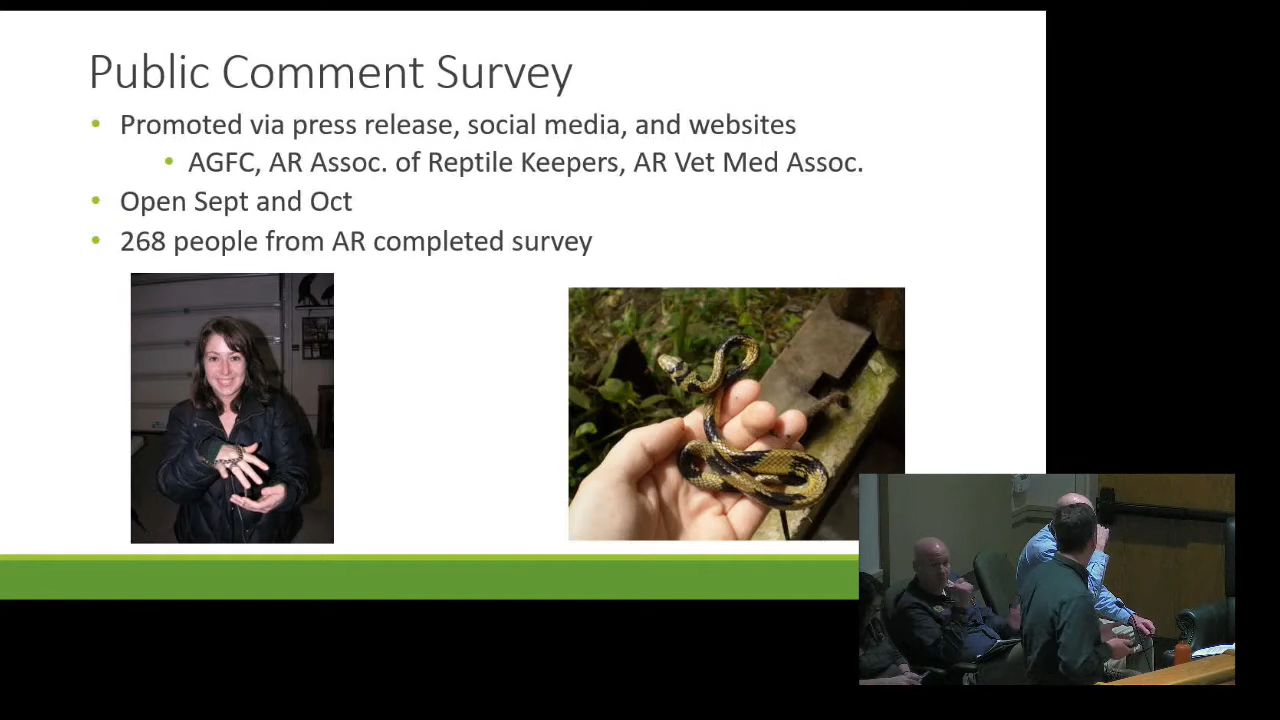 Public Comment Survey
• Promoted via press release, social media, and websites
• AGFC, AR Assoc. of Reptile Keepers, AR Vet Med Assoc.
• Open Sept and Oct
• 268 people from AR completed survey